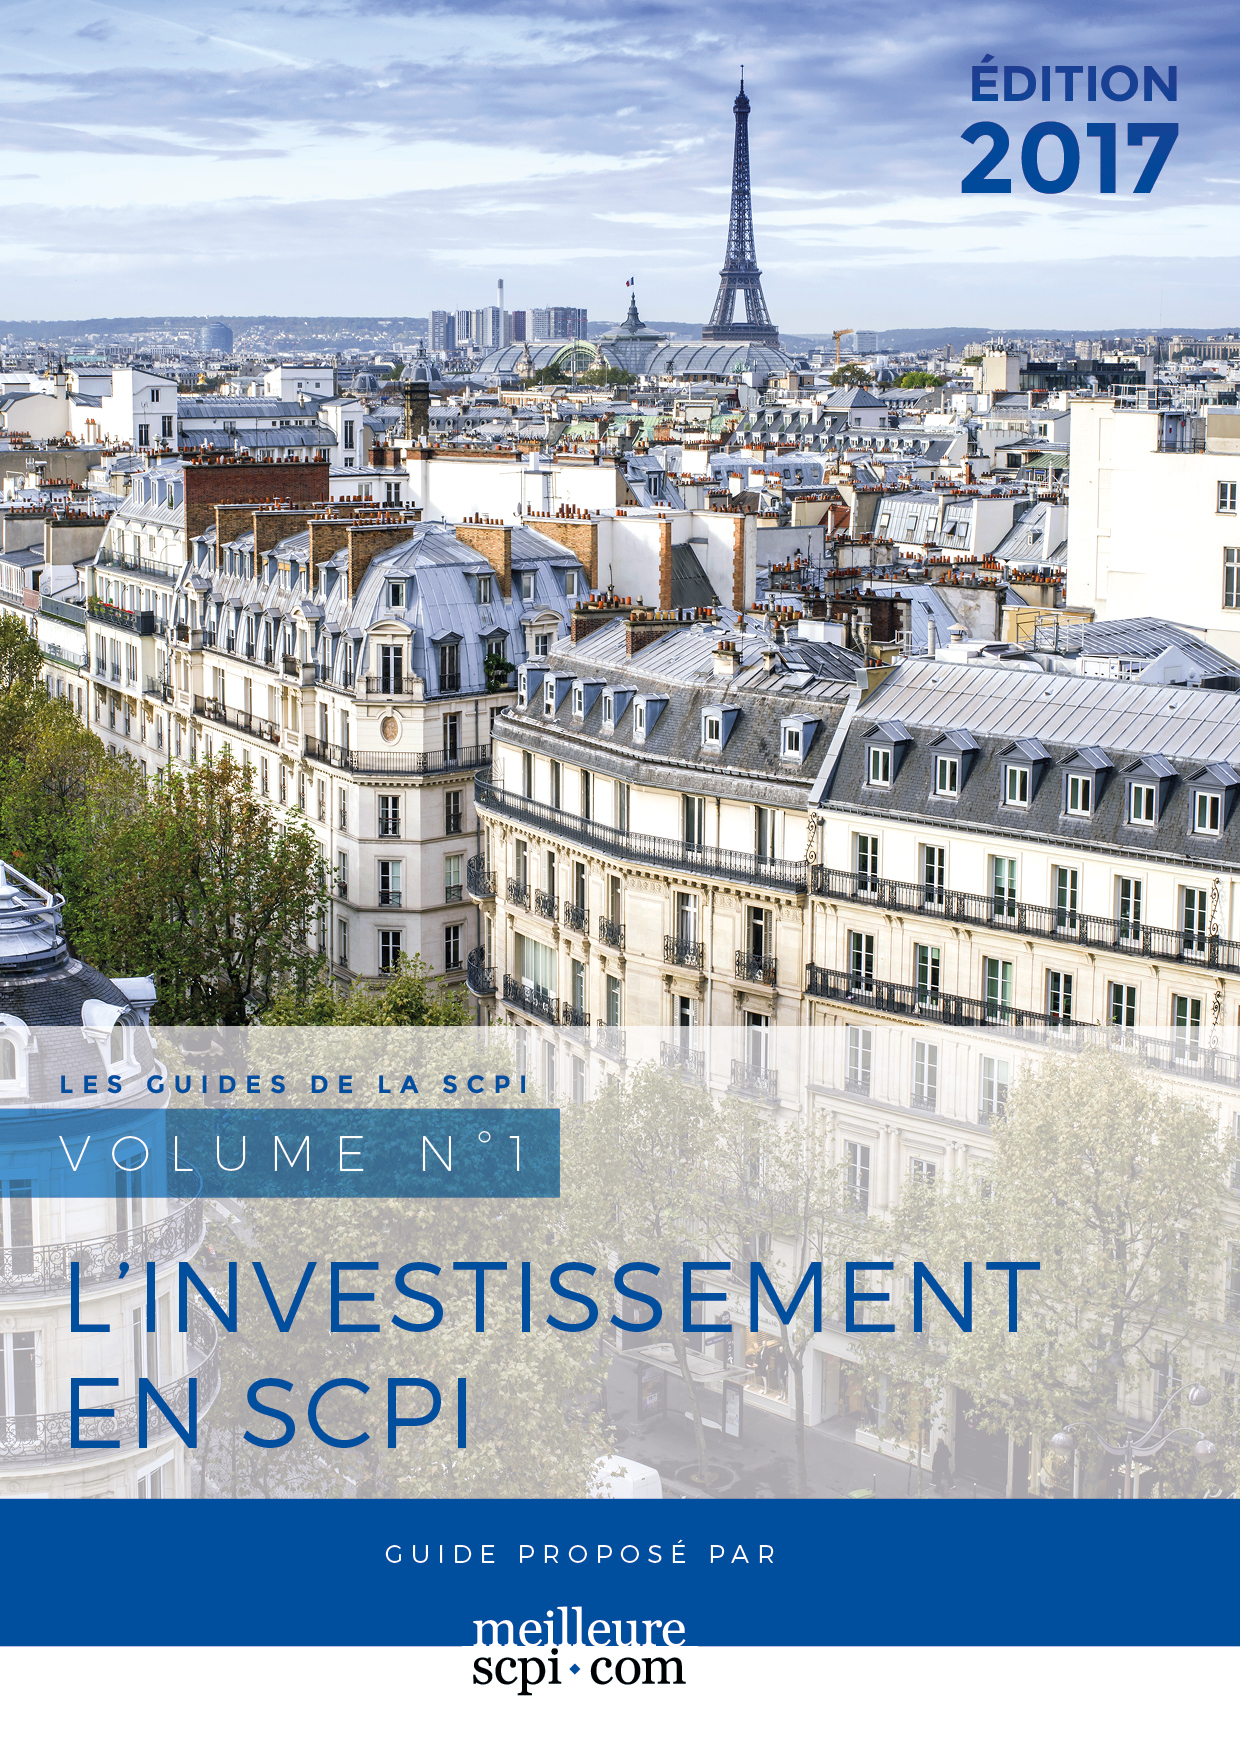 ÉDITION
2017
LES GUIDES DE LA SCPI
VOLUME N°1
L’INVESTISSEMENT
EN SCPI
GUIDE PROPOSÉ PAR
meilleure
scpi·com